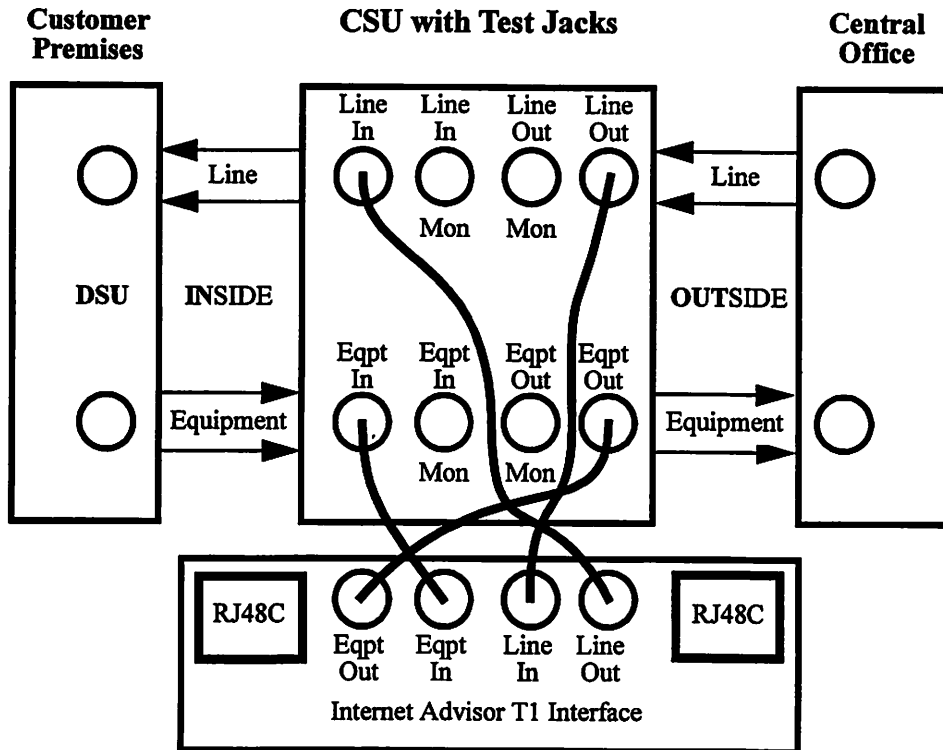 Customer
Premises
CSU with Test Jacks
Central
Office
Line
In
Line
In
Line
Out
Line
Out
Line
Line
Mon
Mon
DSU
INSIDE
OUTSIDE
Eqpt
In
Eqpt
In
Eqpt
Out
Eqpt
Out
Equipment
Equipment
Mon
Mon
RJ48C
RJ48C
Eqpt
Out
Eqpt
In
Line
In
Line
Out
Internet Advisor T1 Interface